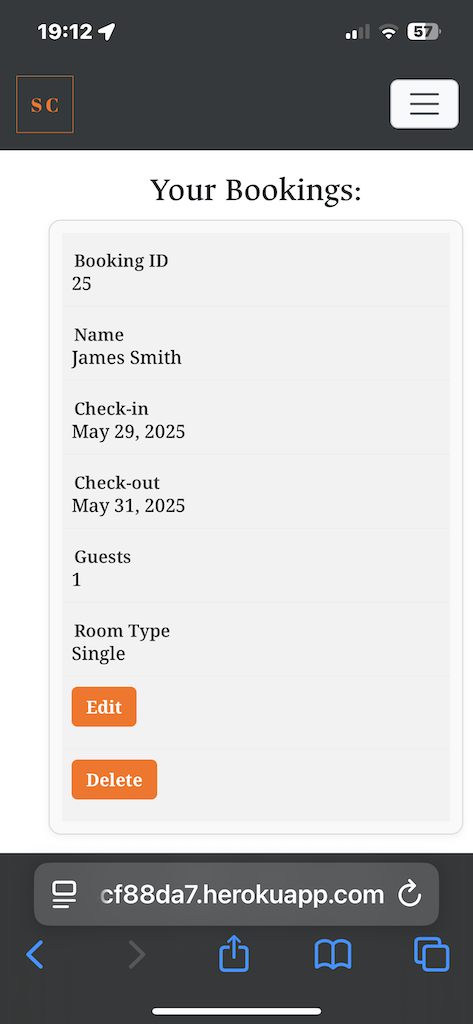 19:12
57
SC
Your Bookings:
Booking ID
25
Name
James Smith
Check-in
May 29, 2025
Check-out
May 31, 2025
Guests
1
Room Type
Single
Edit
Delete
cf88da7.herokuapp.com